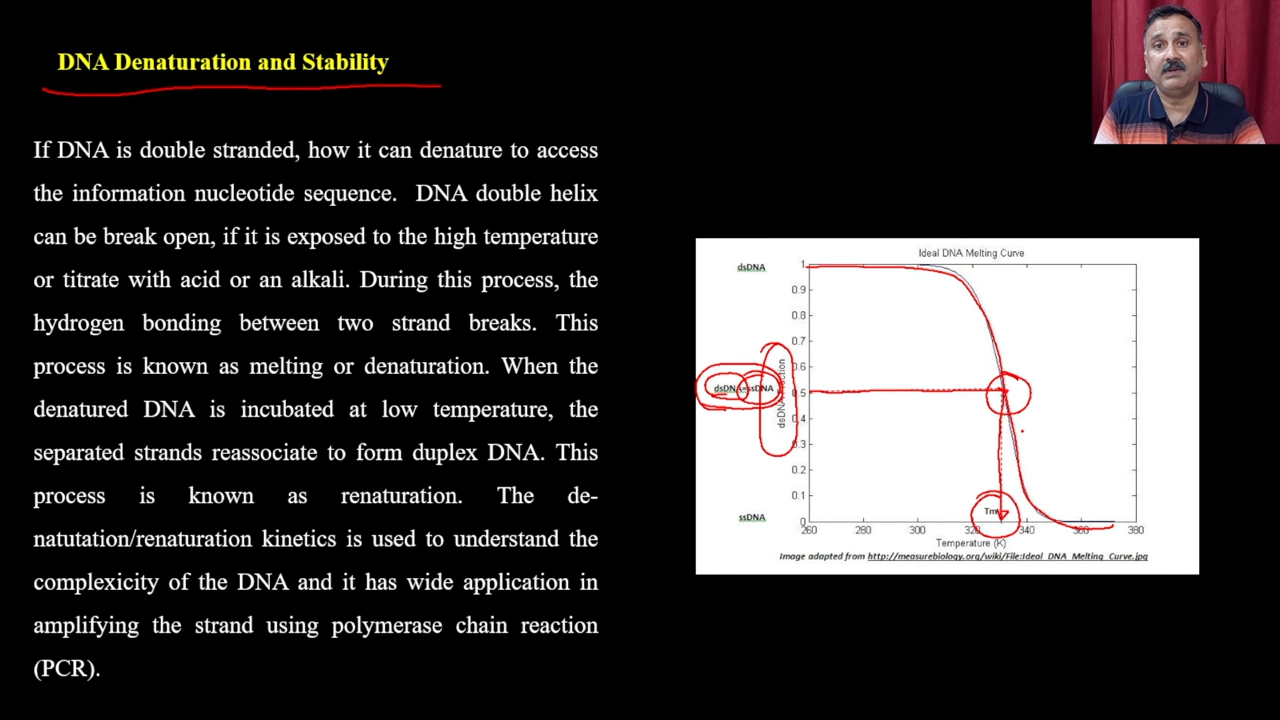 DNA Denaturation and Stability
If DNA is double stranded, how it can denature to access
the information nucleotide sequence. DNA double helix
can be break open, if it is exposed to the high temperature
or titrate with acid or an alkali. During this process, the
hydrogen bonding between two strand breaks. This
process is known as melting or denaturation. When the
denatured DNA is incubated at low temperature, the
separated strands reassociate to form duplex DNA. This
process is known as renaturation. The de-
natutation/renaturation kinetics is used to understand the
complexicity of the DNA and it has wide application in
amplifying the strand using polymerase chain reaction
(PCR).
Ideal DNA Melting Curve
dsDNA
1
0.9
0.8
0.7
0.6
dsDNA=ssDNA
0.5
0.4
0.3
0.2
0.1
ssDNA
0
Tm
260 280 300 320 340 360 380
Temperature (K)
Image adapted from http://measurebiology.org/wiki/File:Ideal_DNA_Melting_Curve.jpg